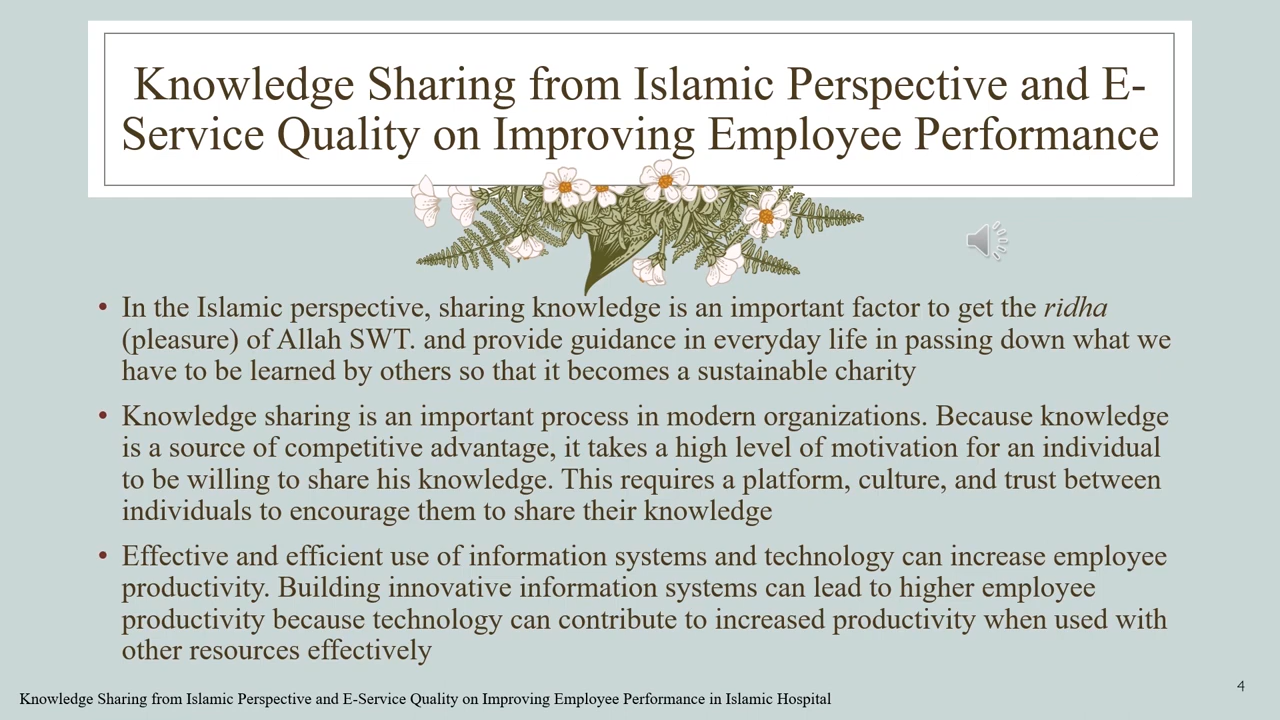 Knowledge Sharing from Islamic Perspective and E-
Service Quality on Improving Employee Performance
• In the Islamic perspective, sharing knowledge is an important factor to get the ridha
(pleasure) of Allah SWT. and provide guidance in everyday life in passing down what we
have to be learned by others so that it becomes a sustainable charity
• Knowledge sharing is an important process in modern organizations. Because knowledge
is a source of competitive advantage, it takes a high level of motivation for an individual
to be willing to share his knowledge. This requires a platform, culture, and trust between
individuals to encourage them to share their knowledge
• Effective and efficient use of information systems and technology can increase employee
productivity. Building innovative information systems can lead to higher employee
productivity because technology can contribute to increased productivity when used with
other resources effectively
Knowledge Sharing from Islamic Perspective and E-Service Quality on Improving Employee Performance in Islamic Hospital
4